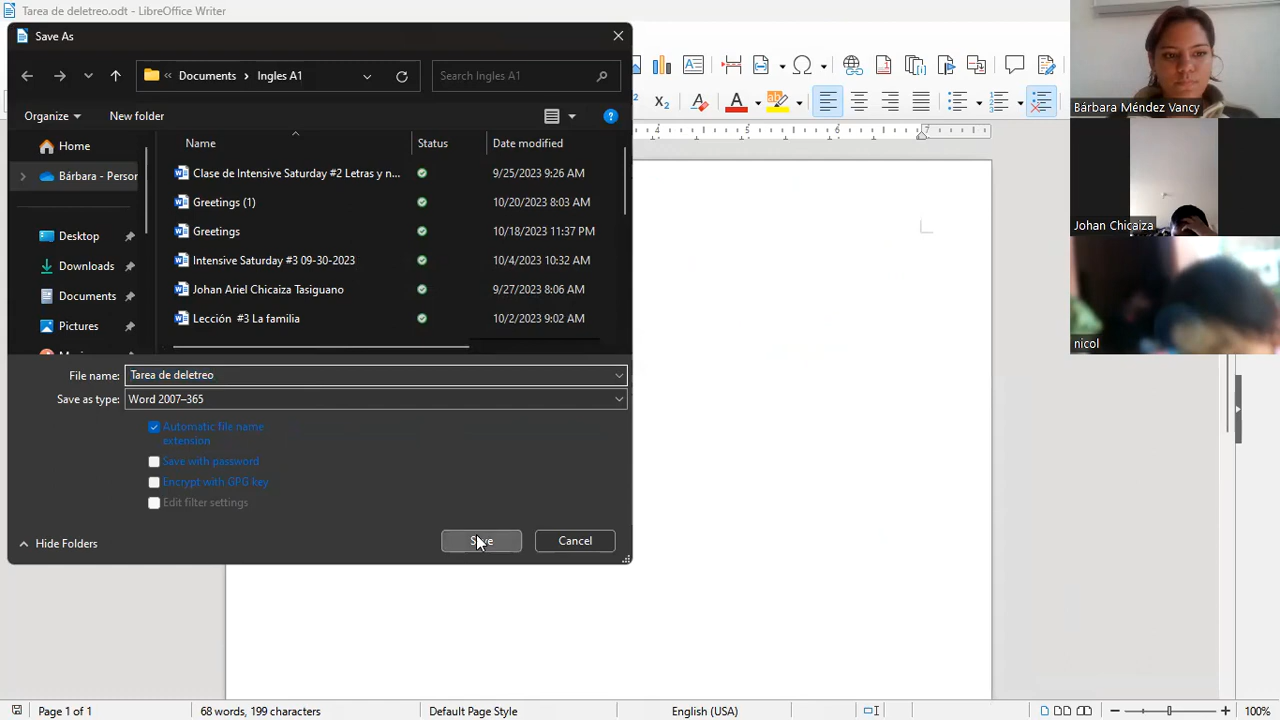 Tarea de deletreo.odt - LibreOffice Writer
Save As
Documents
Ingles A1
Search Ingles A1
Organize
New folder
Name
Status
Date modified
Home
Bárbara - Person
Desktop
Downloads
Documents
Pictures
Clase de Intensive Saturday #2 Letras y n...
9/25/2023 9:26 AM
Greetings (1)
10/20/2023 8:03 AM
Greetings
10/18/2023 11:37 PM
Intensive Saturday #3 09-30-2023
10/4/2023 10:32 AM
Johan Ariel Chicaiza Tasiguano
9/27/2023 8:06 AM
Lección #3 La familia
10/2/2023 9:02 AM
File name:
Tarea de deletreo
Save as type:
Word 2007–365
Automatic file name
extension
Save with password
Encrypt with GPG key
Edit filter settings
Hide Folders
Save
Cancel
4 5 6 7
Bárbara Méndez Vancy
Johan Chicaiza
nicol
Page 1 of 1
68 words, 199 characters
Default Page Style
English (USA)
100%